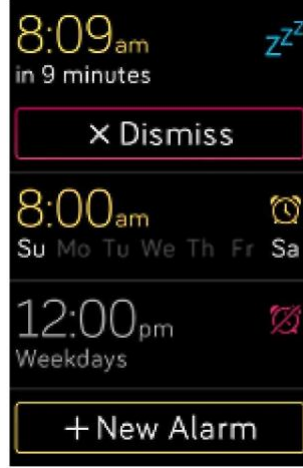 8:09am zzz
in 9 minutes
× Dismiss
8:00am
Su Mo Tu We Th Fr Sa
12:00pm
Weekdays
+ New Alarm